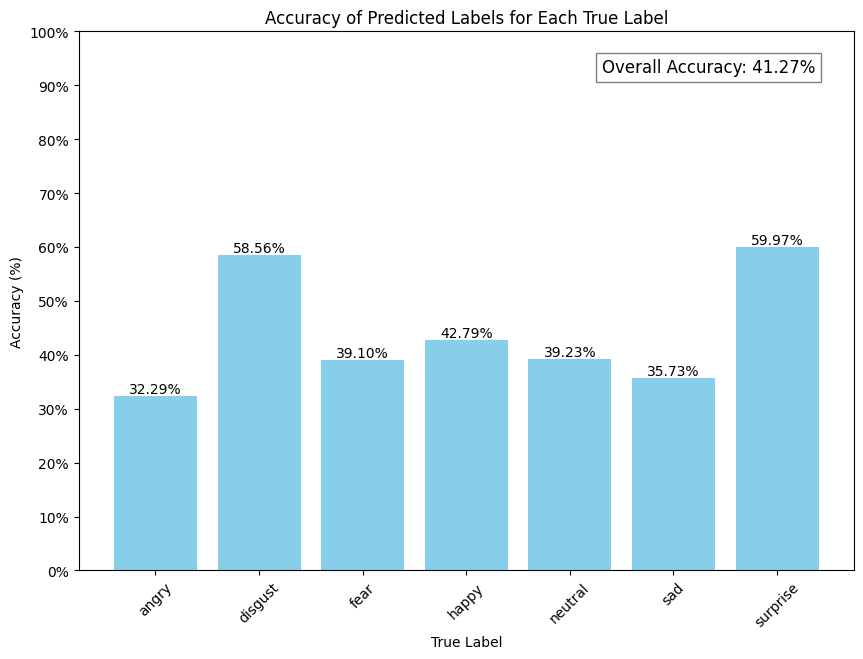 Accuracy of Predicted Labels for Each True Label
100%
Overall Accuracy: 41.27%
90%
80%
70%
60%
50%
40%
30%
20%
10%
0%
Accuracy (%)
32.29%
58.56%
39.10%
42.79%
39.23%
35.73%
59.97%
angry
disgust
fear
happy
neutral
sad
surprise
True Label